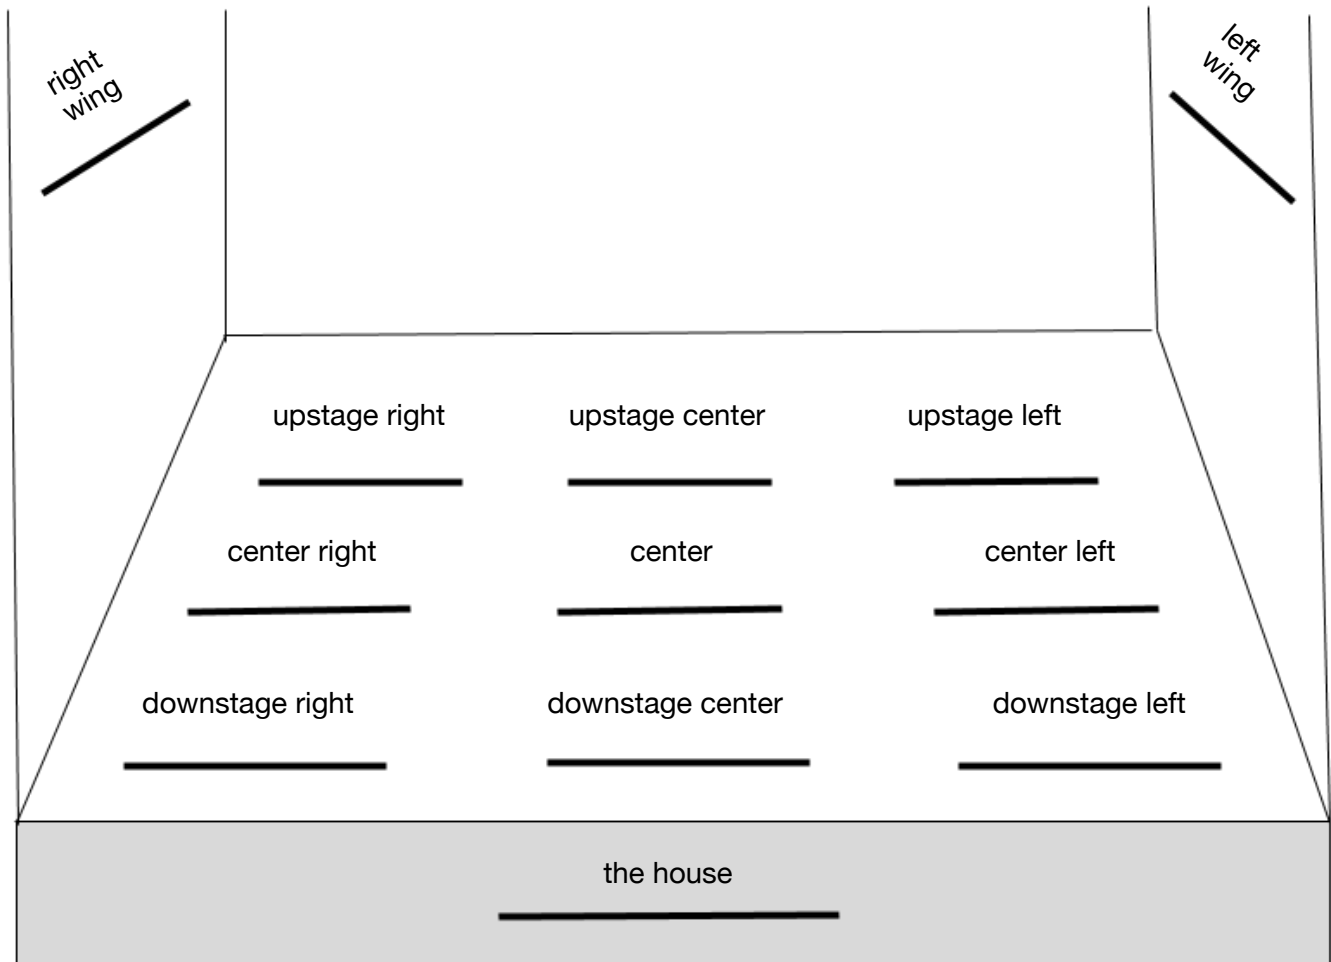 right
wing
left
wing
upstage right
upstage center
upstage left
center right
center
center left
downstage right
downstage center
downstage left
the house